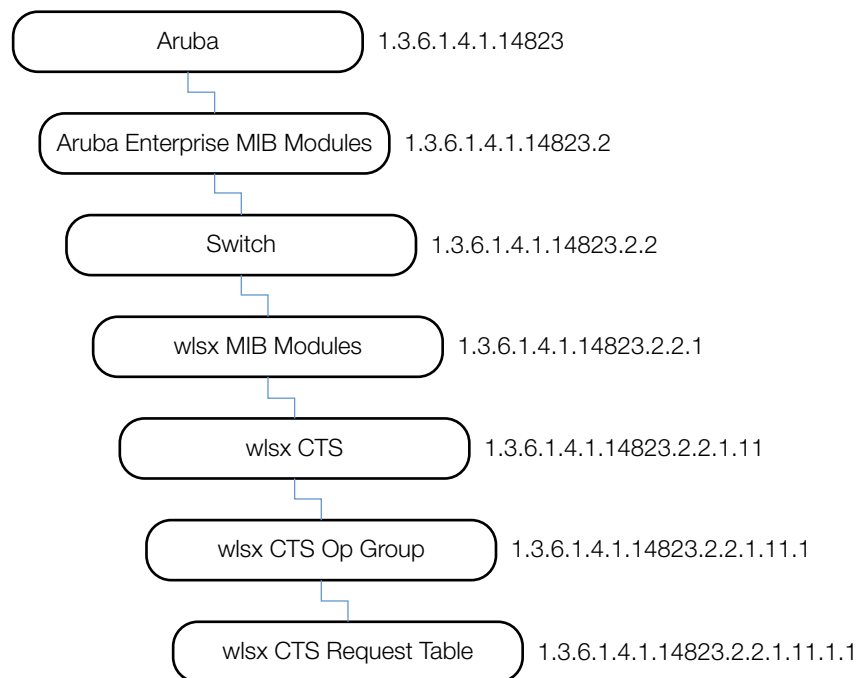 Aruba 1.3.6.1.4.1.14823
Aruba Enterprise MIB Modules 1.3.6.1.4.1.14823.2
Switch 1.3.6.1.4.1.14823.2.2
wlsx MIB Modules 1.3.6.1.4.1.14823.2.2.1
wlsx CTS 1.3.6.1.4.1.14823.2.2.1.11
wlsx CTS Op Group 1.3.6.1.4.1.14823.2.2.1.11.1
wlsx CTS Request Table 1.3.6.1.4.1.14823.2.2.1.11.1.1